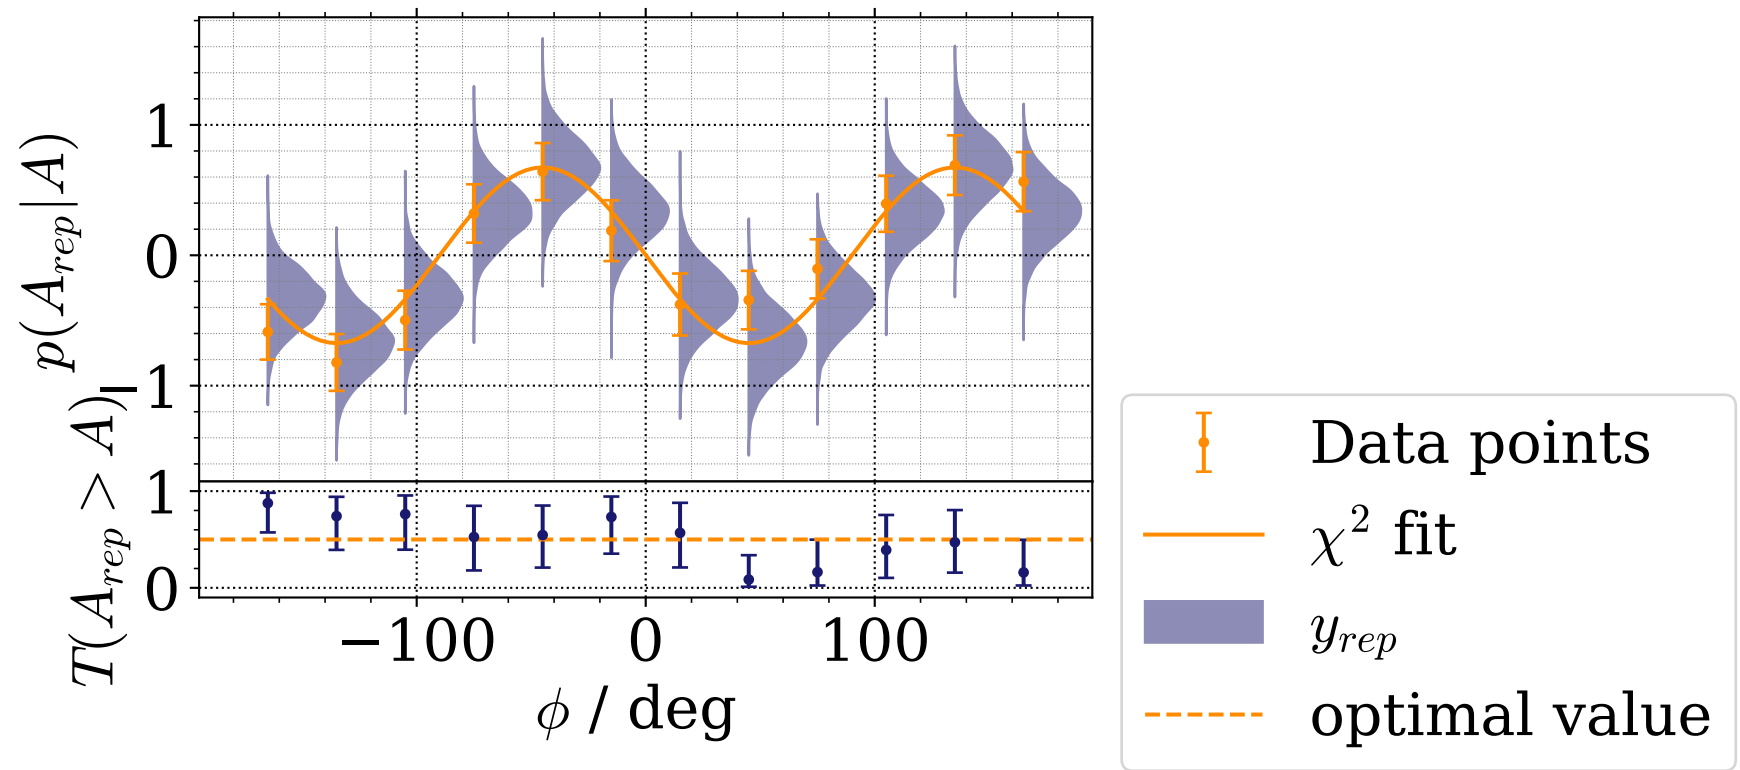 p(A_rep|A)
1
0
−1
T(A_rep > A)
1
0
−100 0 100
ϕ / deg
Data points
χ² fit
y_rep
optimal value